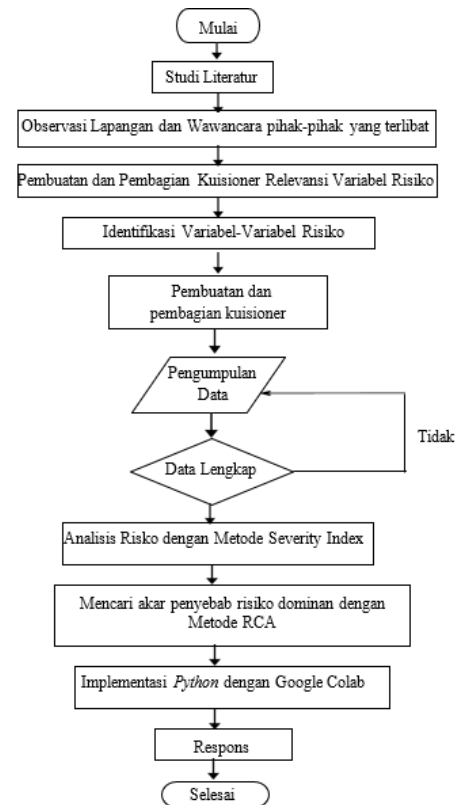 Mulai
Studi Literatur
Observasi Lapangan dan Wawancara pihak-pihak yang terlibat
Pembuatan dan Pembagian Kuisioner Relevansi Variabel Risiko
Identifikasi Variabel-Variabel Risiko
Pembuatan dan
pembagian kuisioner
Pengumpulan
Data
Tidak
Data Lengkap
Analisis Risko dengan Metode Severity Index
Mencari akar penyebab risiko dominan dengan
Metode RCA
Implementasi Python dengan Google Colab
Respons
Selesai